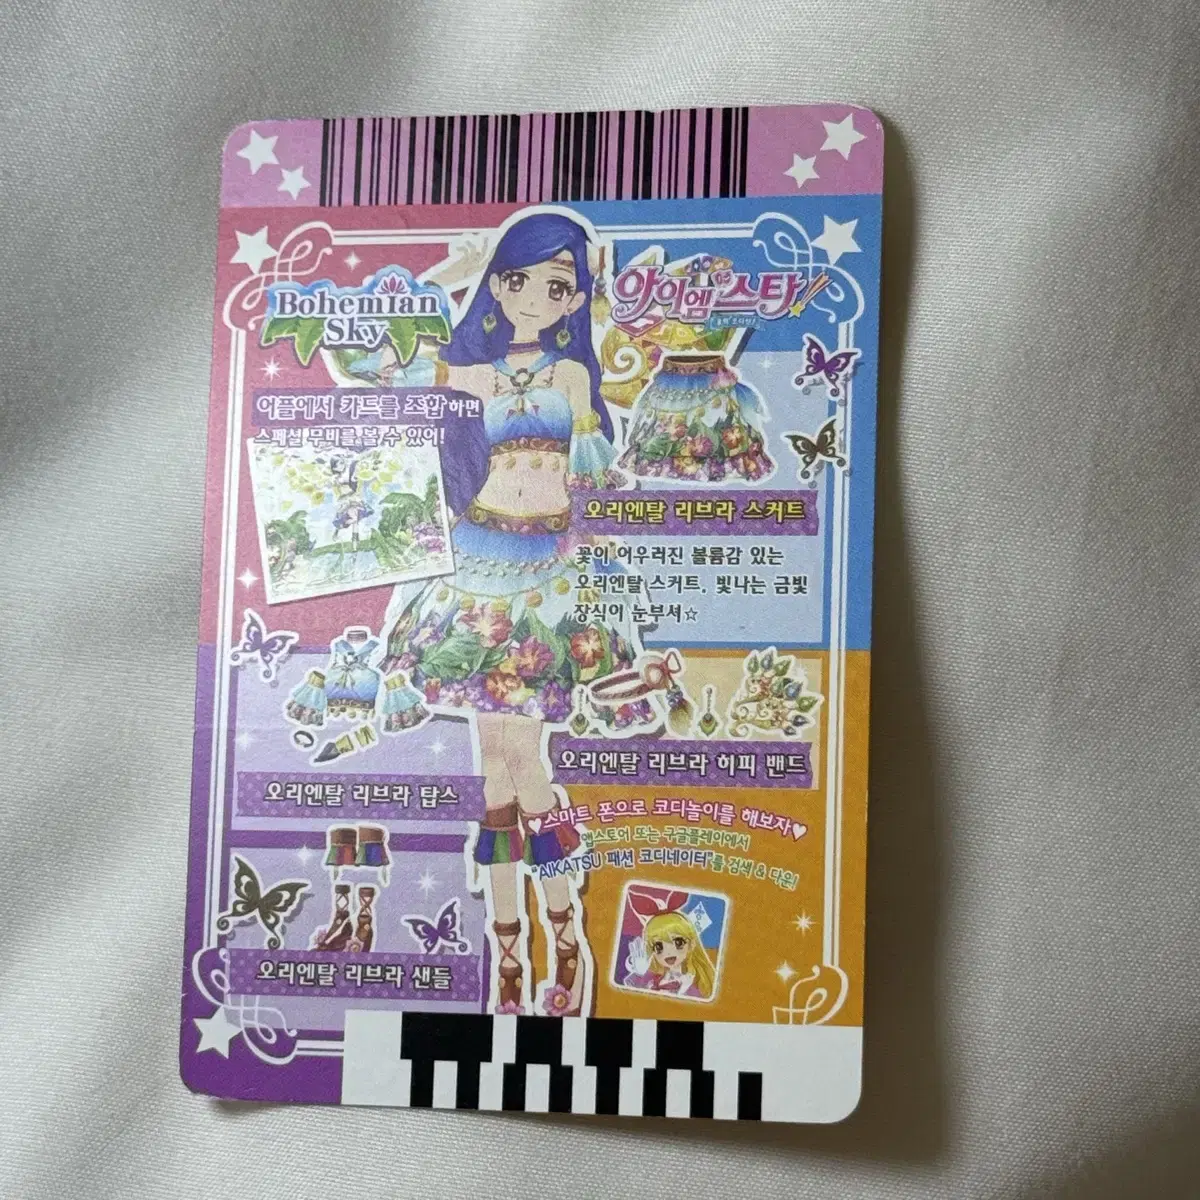 Bohemian
Sky
아이엠★스타!
어플에서 카드를 조합하면
스페셜 무비를 볼 수 있어!
오리엔탈 리브라 스커트
꽃이 어우러진 볼륨감 있는
오리엔탈 스커트. 빛나는 금빛
장식이 눈부셔☆
오리엔탈 리브라 탑스
오리엔탈 리브라 히피 밴드
오리엔탈 리브라 샌들
♥스마트 폰으로 코디놀이를 해보자♥
앱스토어 또는 구글플레이에서
"AIKATSU 패션 코디네이터"를 검색 & 다운!